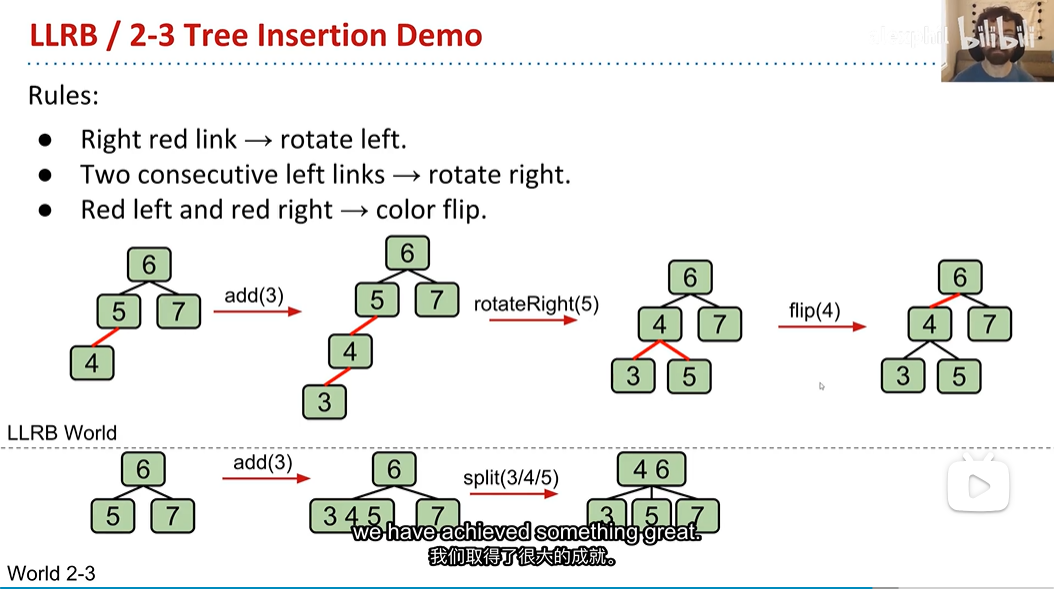 LLRB / 2-3 Tree Insertion Demo
bilibili
Rules:
● Right red link → rotate left.
● Two consecutive left links → rotate right.
● Red left and red right → color flip.
6
5 7
4
add(3)
6
5 7
4
3
rotateRight(5)
6
4 7
3 5
flip(4)
6
4 7
3 5
LLRB World
6
5 7
add(3)
6
3 4 5 7
split(3/4/5)
4 6
3 5 7
we have achieved something great.
我们取得了很大的成就。
World 2-3